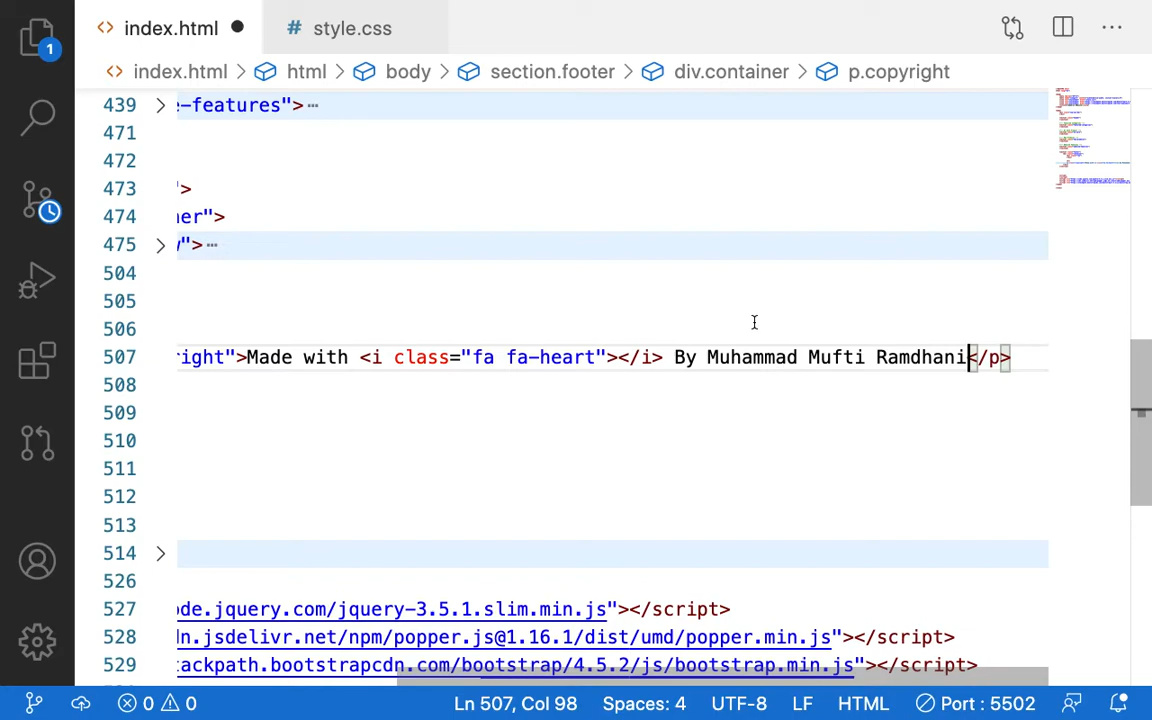 1
<> index.html ●
# style.css
<> index.html > html > body > section.footer > div.container > p.copyright
439 > e-features">⋯
471
472
473 ">
474 ner">
475 > w">⋯
504
505
506
507 right">Made with <i class="fa fa-heart"></i> By Muhammad Mufti Ramdhani</p>
508
509
510
511
512
513
514 >
526
527 ode.jquery.com/jquery-3.5.1.slim.min.js"></script>
528 dn.jsdelivr.net/npm/popper.js@1.16.1/dist/umd/popper.min.js"></script>
529 tackpath.bootstrapcdn.com/bootstrap/4.5.2/js/bootstrap.min.js"></script>
0 0 Ln 507, Col 98 Spaces: 4 UTF-8 LF HTML Port : 5502